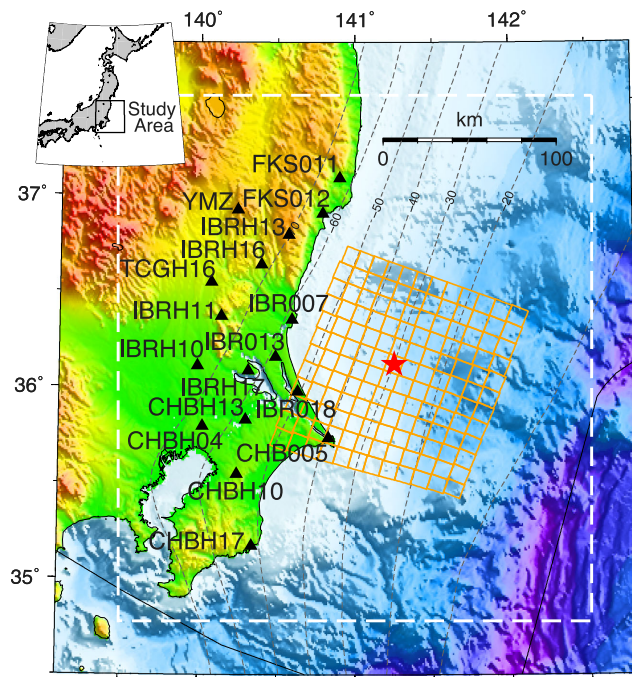 140°
141°
142°
Study
Area
km
0
100
FKS011
37°
YMZ
FKS012
60
50
40
30
20
IBRH13
IBRH16
TCGH16
IBRH11
IBR007
IBRH10
IBR013
36°
IBRH17
CHBH13
IBR018
CHBH04
CHB005
CHBH10
CHBH17
35°